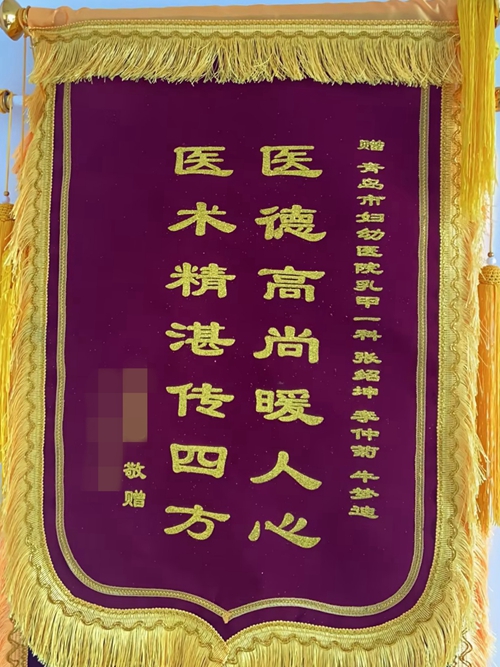 赠 青岛市妇幼医院乳甲一科 张绍坤 李仲菊 牛梦迪
医德高尚暖人心
医术精湛传四方
敬赠